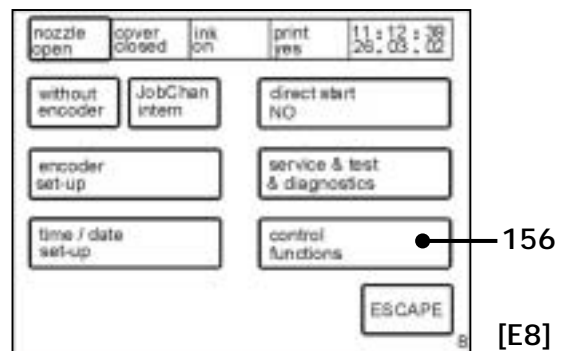 nozzle open
cover closed
ink on
print yes
11:12:38
26.03.02
without encoder
JobChan intern
direct start NO
encoder set-up
service & test & diagnostics
time / date set-up
control functions
156
ESCAPE
8
[E8]